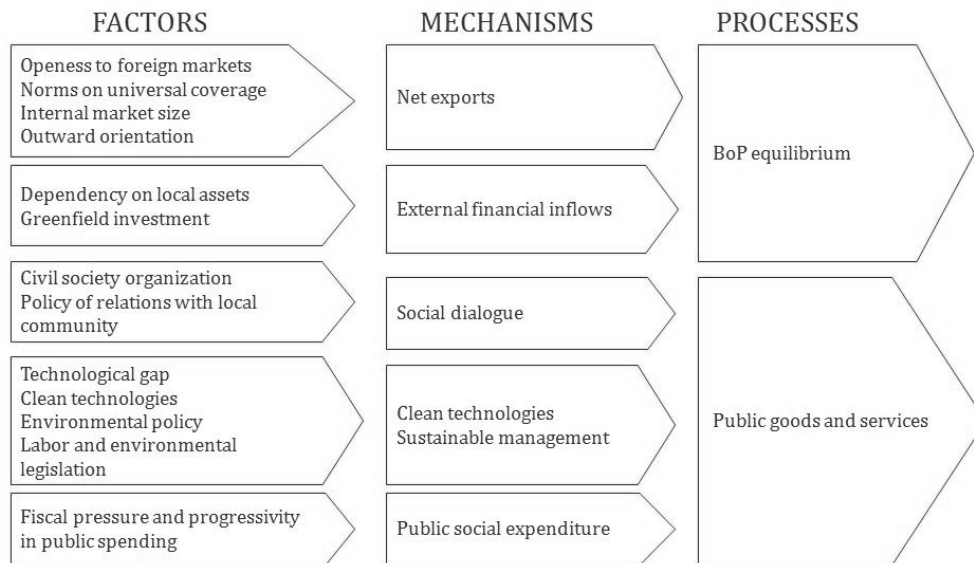 FACTORS
MECHANISMS
PROCESSES
Openess to foreign markets
Norms on universal coverage
Internal market size
Outward orientation
Net exports
BoP equilibrium
Dependency on local assets
Greenfield investment
External financial inflows
Civil society organization
Policy of relations with local
community
Social dialogue
Technological gap
Clean technologies
Environmental policy
Labor and environmental
legislation
Clean technologies
Sustainable management
Public goods and services
Fiscal pressure and progressivity
in public spending
Public social expenditure